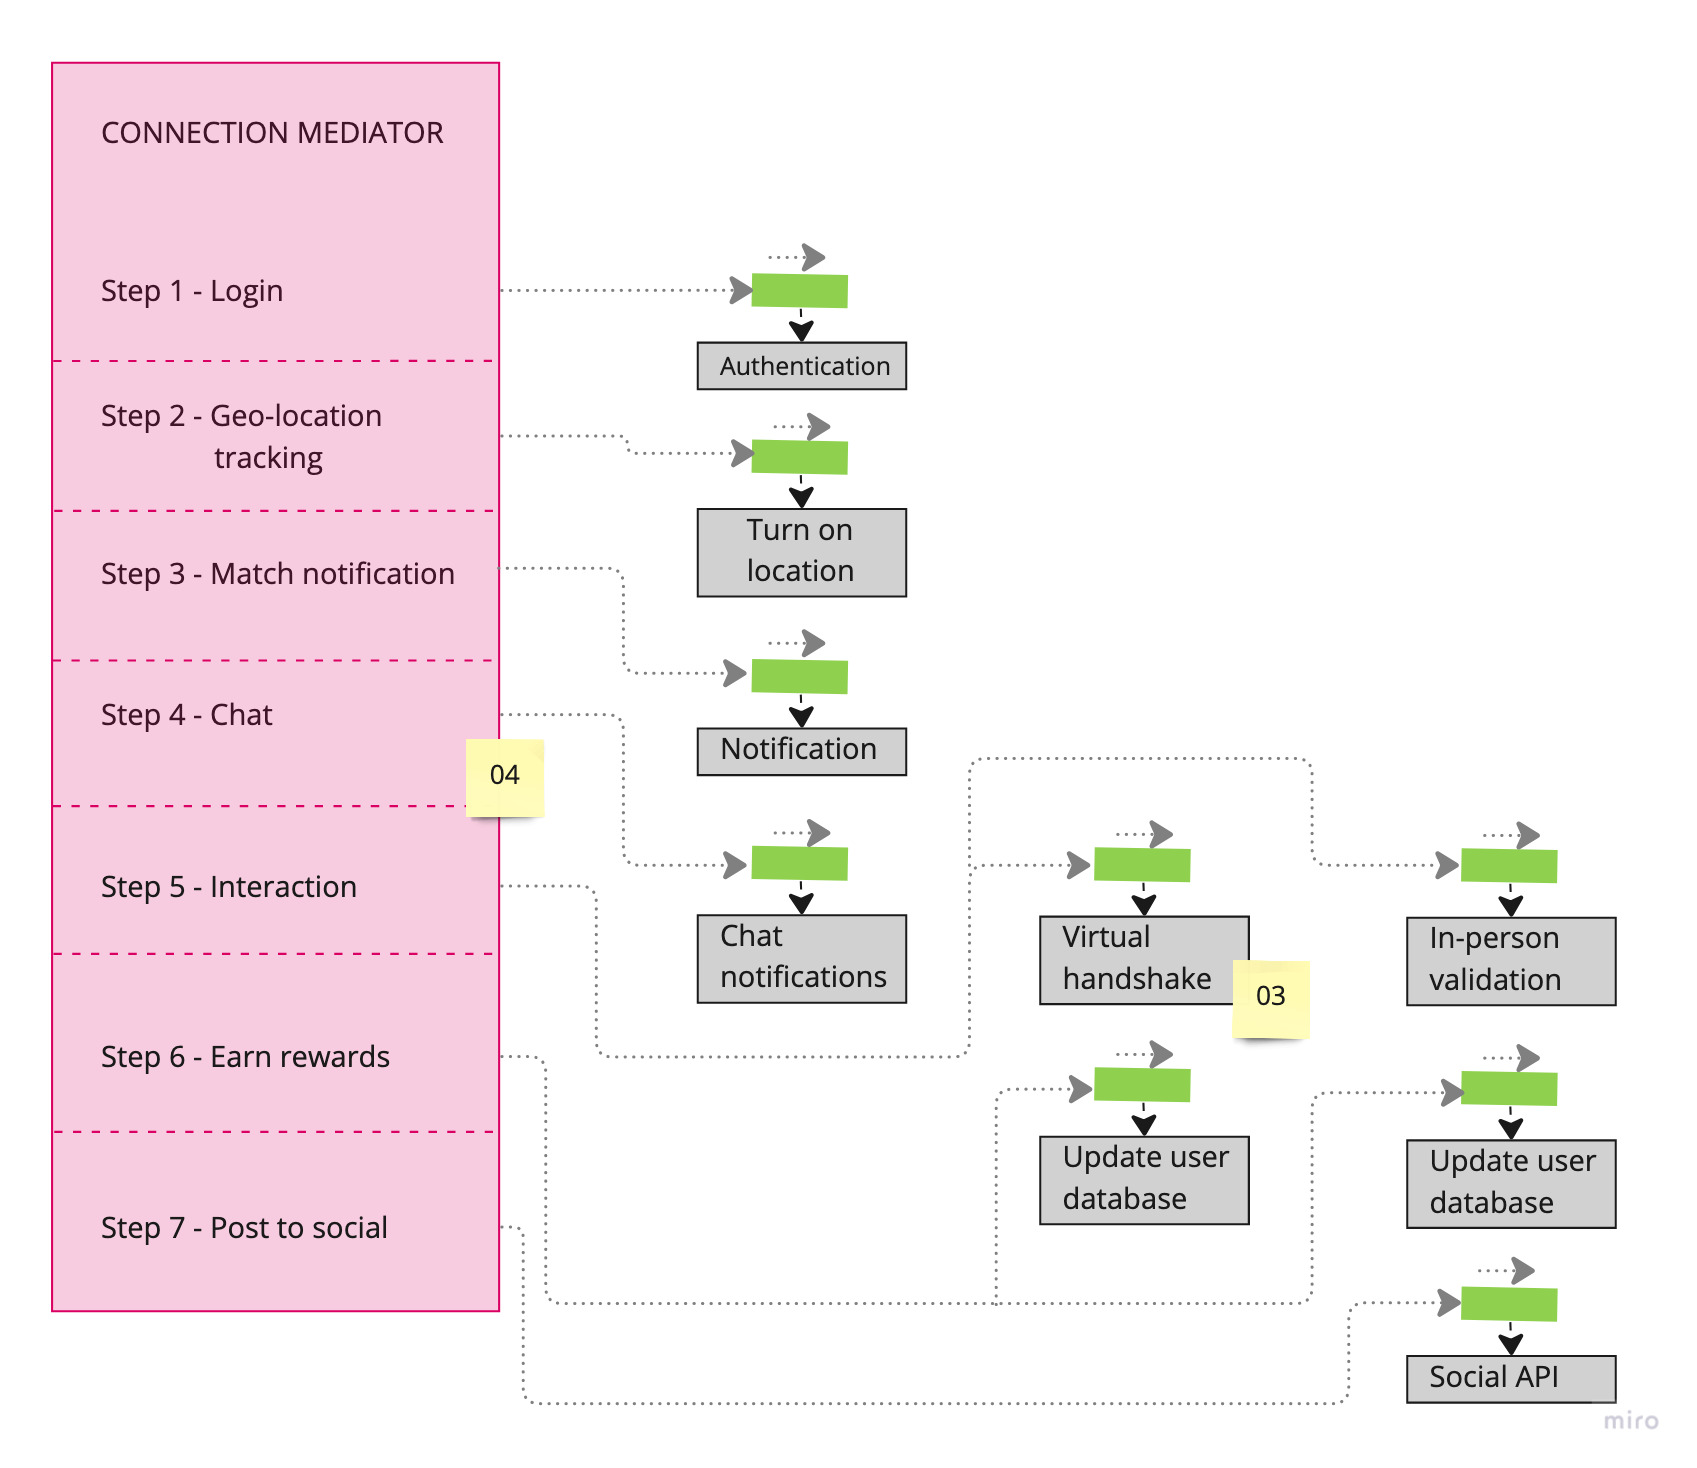 CONNECTION MEDIATOR
Step 1 - Login
Authentication
Step 2 - Geo-location
tracking
Turn on
location
Step 3 - Match notification
Notification
Step 4 - Chat
04
Chat
notifications
Step 5 - Interaction
Virtual
handshake
03
In-person
validation
Step 6 - Earn rewards
Update user
database
Update user
database
Step 7 - Post to social
Social API
miro